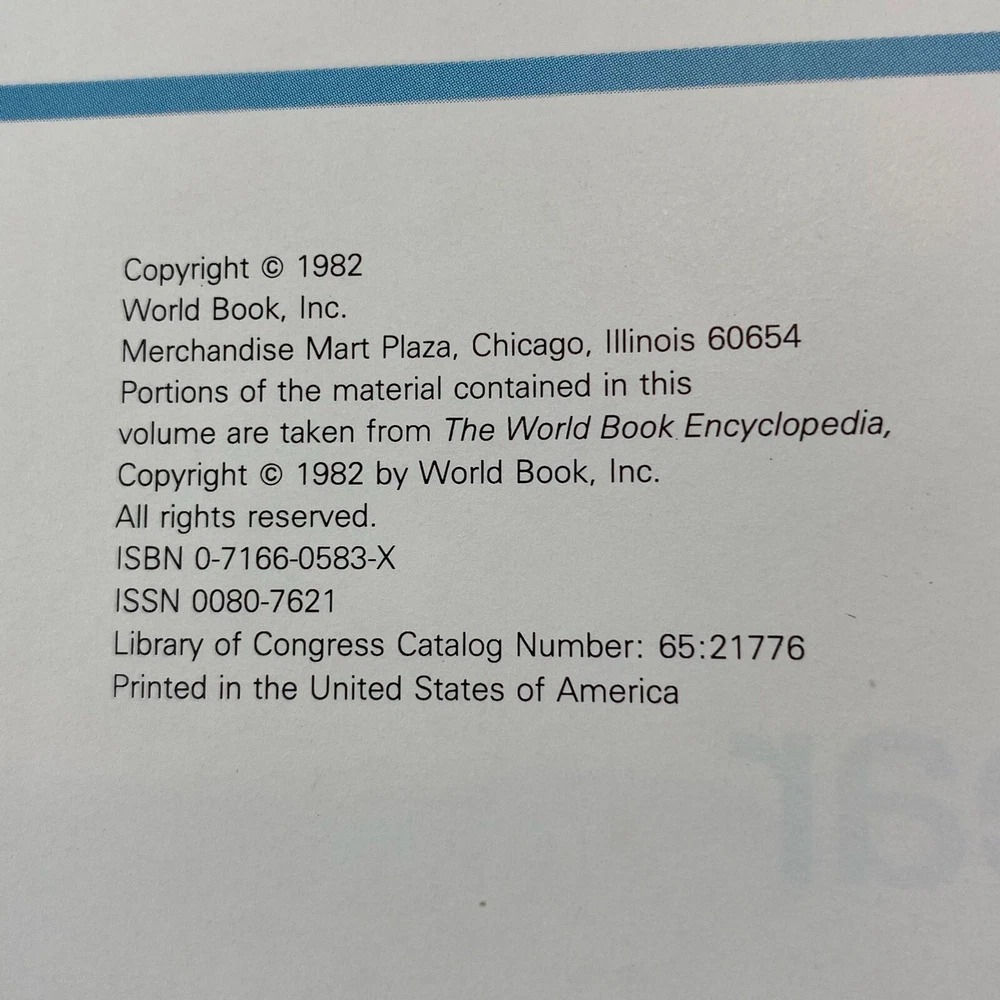 Copyright © 1982
World Book, Inc.
Merchandise Mart Plaza, Chicago, Illinois 60654
Portions of the material contained in this
volume are taken from The World Book Encyclopedia,
Copyright © 1982 by World Book, Inc.
All rights reserved.
ISBN 0-7166-0583-X
ISSN 0080-7621
Library of Congress Catalog Number: 65:21776
Printed in the United States of America